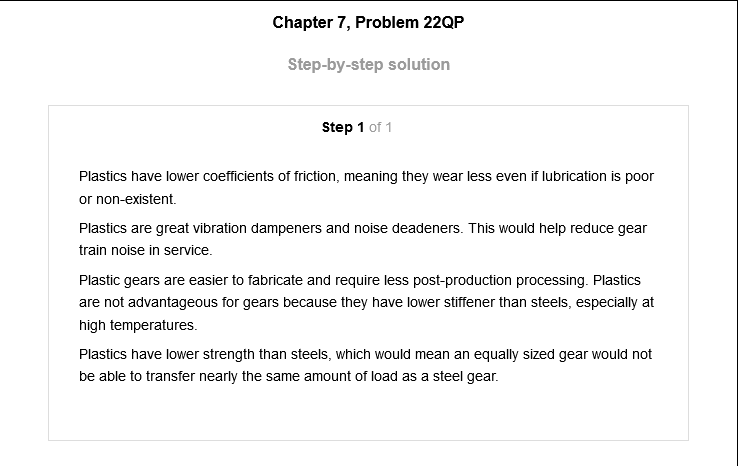 Chapter 7, Problem 22QP
Step-by-step solution
Step 1 of 1
Plastics have lower coefficients of friction, meaning they wear less even if lubrication is poor
or non-existent.
Plastics are great vibration dampeners and noise deadeners. This would help reduce gear
train noise in service.
Plastic gears are easier to fabricate and require less post-production processing. Plastics
are not advantageous for gears because they have lower stiffener than steels, especially at
high temperatures.
Plastics have lower strength than steels, which would mean an equally sized gear would not
be able to transfer nearly the same amount of load as a steel gear.